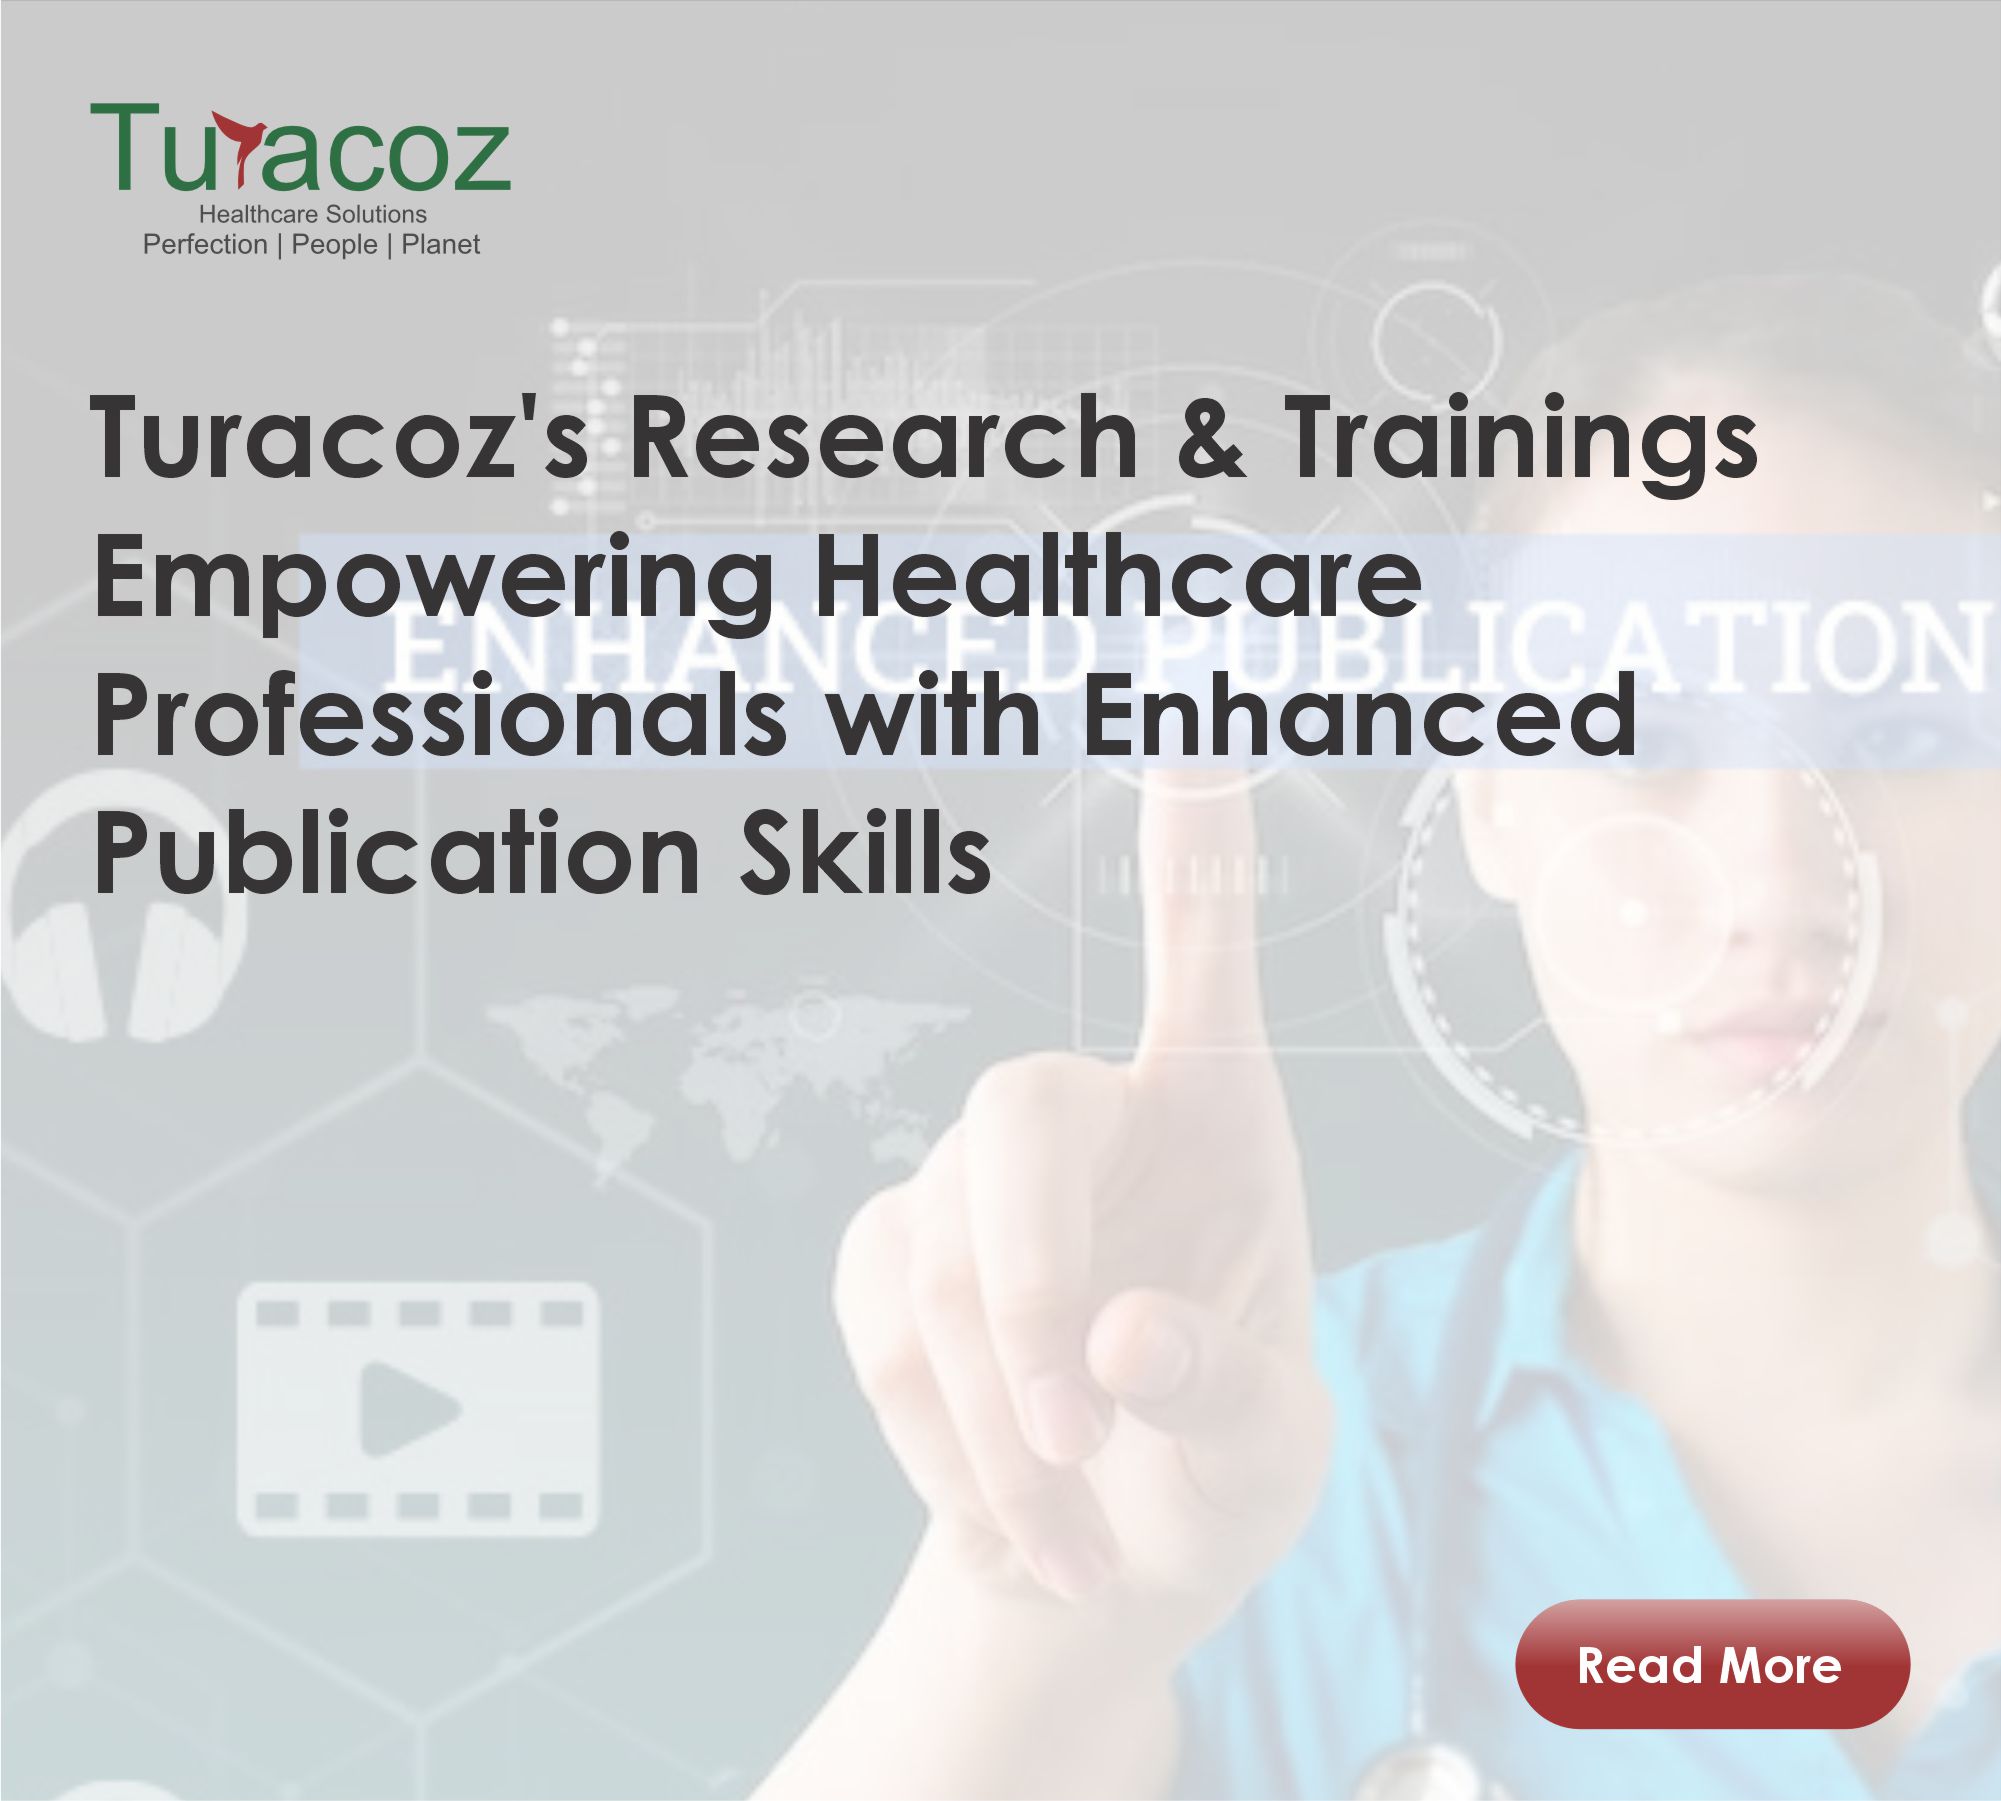 Turacoz
Healthcare Solutions
Perfection | People | Planet
Turacoz's Research & Trainings
Empowering Healthcare
ENHANCED PUBLICATION
Professionals with Enhanced
Publication Skills
Read More